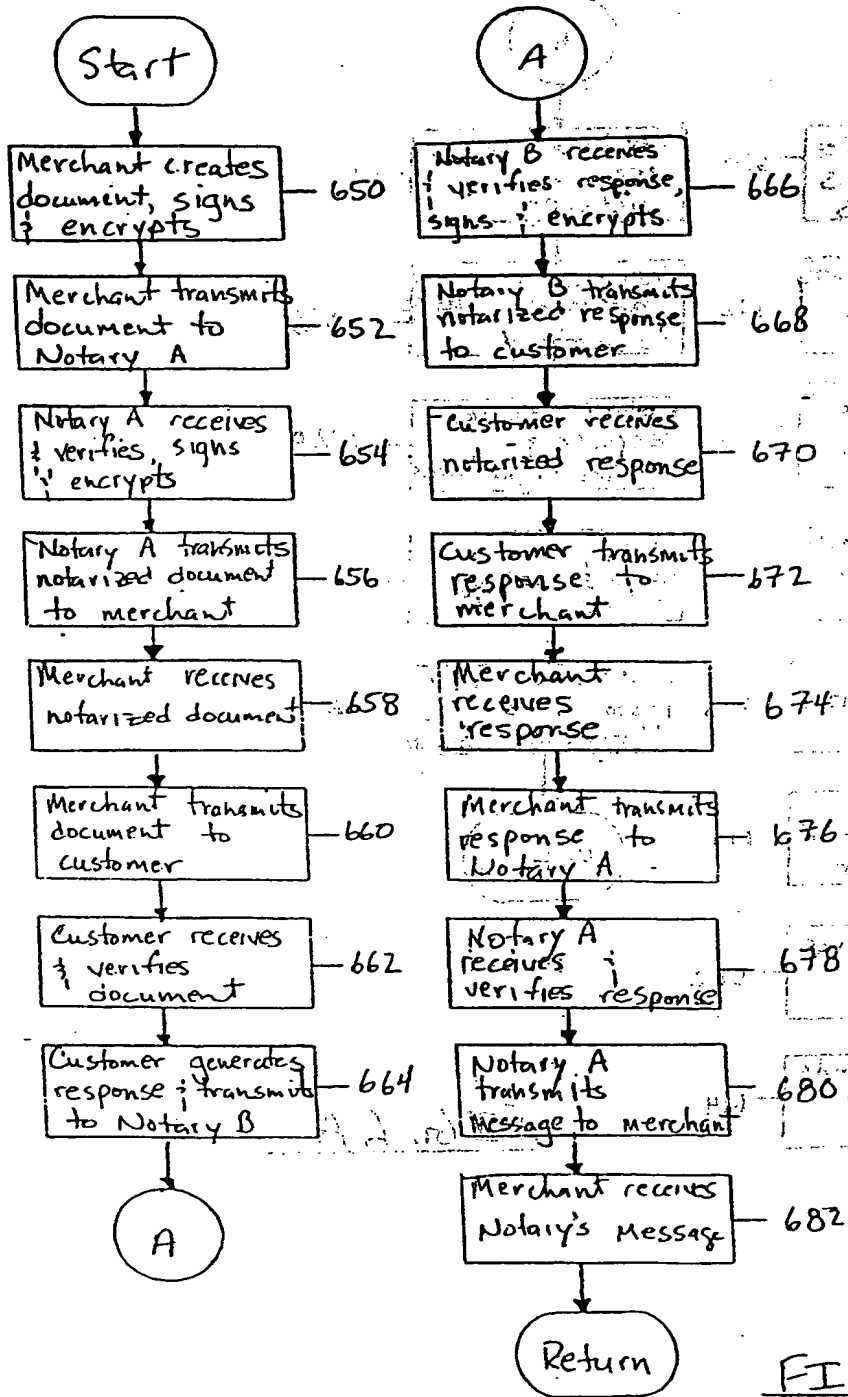 Start
Merchant creates
document, signs
& encrypts
650
Merchant transmits
document to
Notary A
652
Notary A receives
& verifies, signs
& encrypts
654
Notary A transmits
notarized document
to merchant
656
Merchant receives
notarized document
658
Merchant transmits
document to
customer
660
Customer receives
& verifies
document
662
Customer generates
response & transmits
to Notary B
664
A
A
Notary B receives
& verifies response,
signs & encrypts
666
Notary B transmits
notarized response
to customer
668
Customer receives
notarized response
670
Customer transmits
response to
merchant
672
Merchant
receives
response
674
Merchant transmits
response to
Notary A
676
Notary A
receives &
verifies response
678
Notary A
transmits
message to merchant
680
Merchant receives
Notary's Message
682
Return
FI